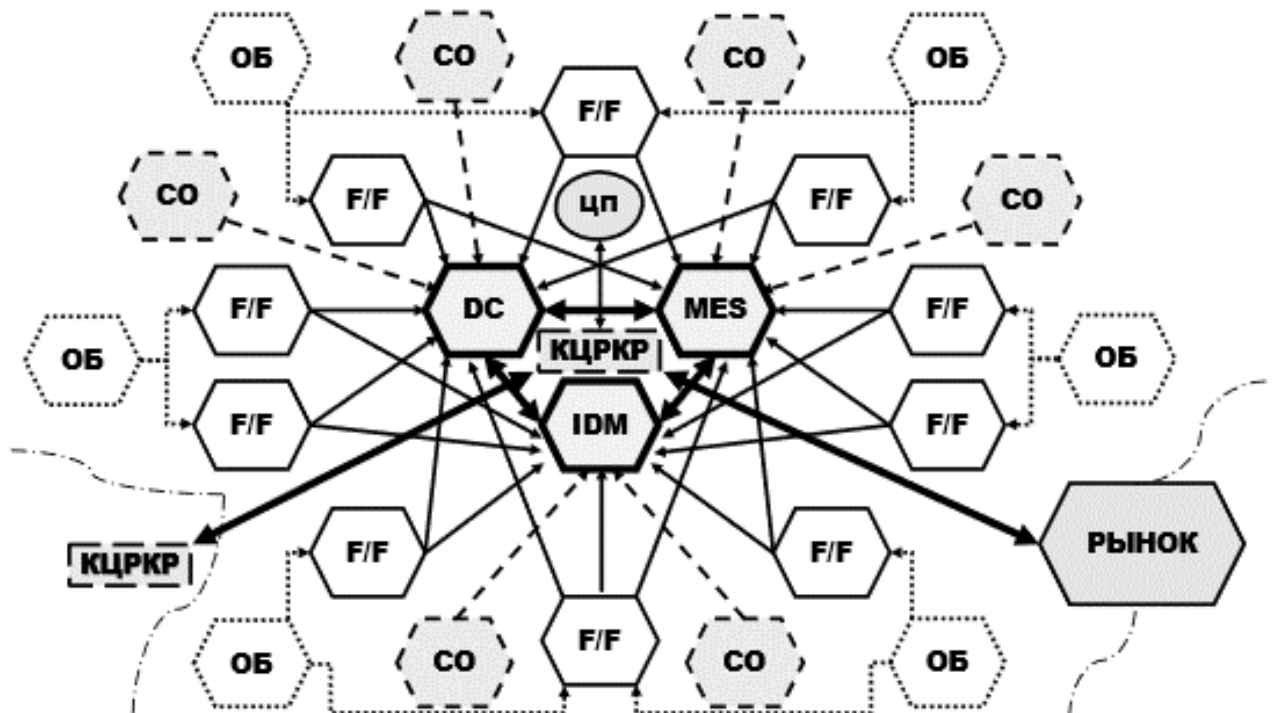 ОБ
СО
СО
ОБ
F/F
СО
F/F
ЦП
F/F
СО
F/F
DC
MES
F/F
ОБ
КЦРКР
ОБ
F/F
IDM
F/F
КЦРКР
F/F
F/F
РЫНОК
ОБ
СО
F/F
СО
ОБ